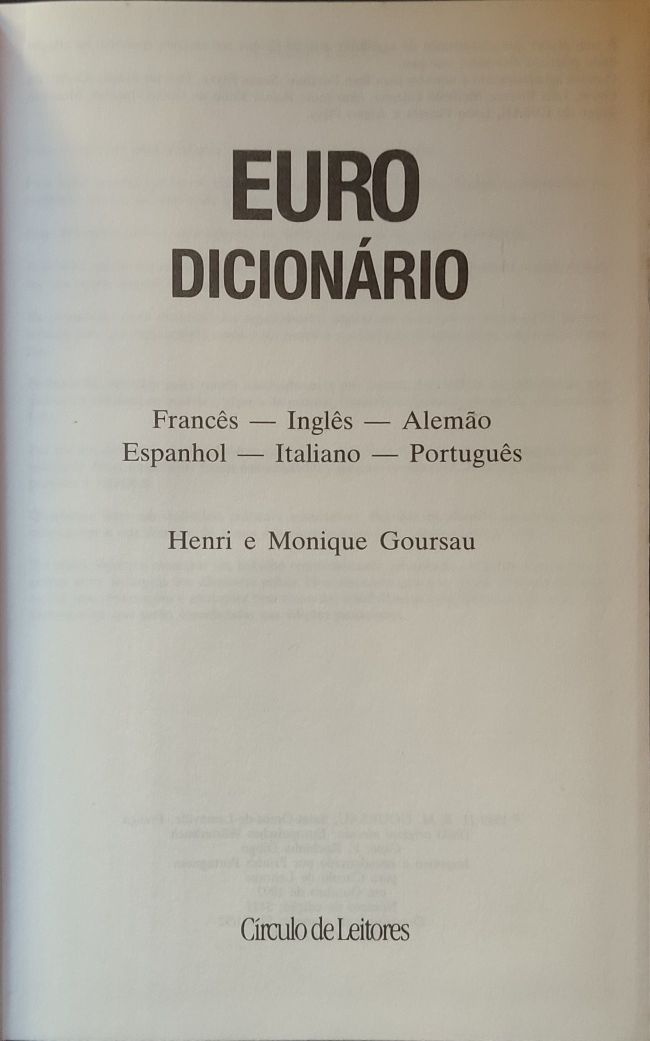 EURO
DICIONÁRIO
Francês — Inglês — Alemão
Espanhol — Italiano — Português
Henri e Monique Goursau
Círculo de Leitores